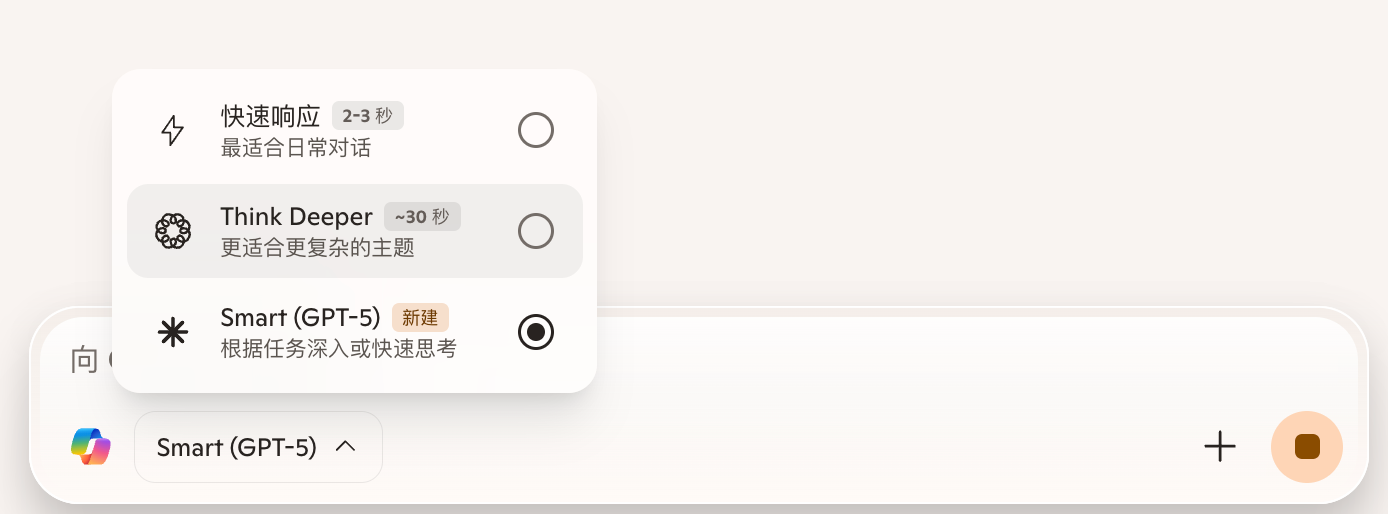 快速响应 2-3 秒
最适合日常对话
Think Deeper ~30 秒
更适合更复杂的主题
Smart (GPT-5) 新建
根据任务深入或快速思考
向
Smart (GPT-5)